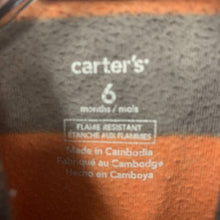 carter's
6
months / mois
FLAME RESISTANT
ÉTANCHE AUX FLAMMES
Made in Cambodia
Fabriqué au Cambodge
Hecho en Camboya